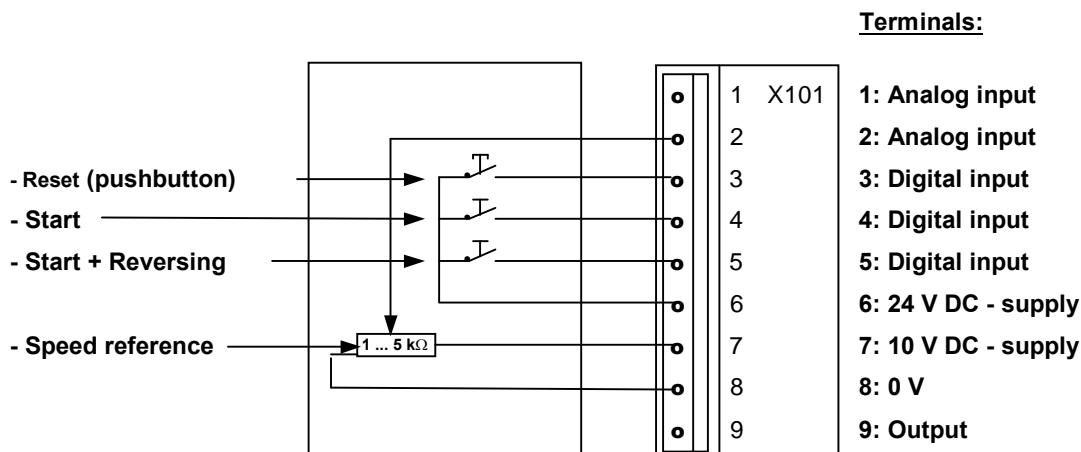 Terminals:
1 X101 1: Analog input
2 2: Analog input
- Reset (pushbutton) 3 3: Digital input
- Start 4 4: Digital input
- Start + Reversing 5 5: Digital input
6 6: 24 V DC - supply
- Speed reference 1 ... 5 kΩ 7 7: 10 V DC - supply
8 8: 0 V
9 9: Output